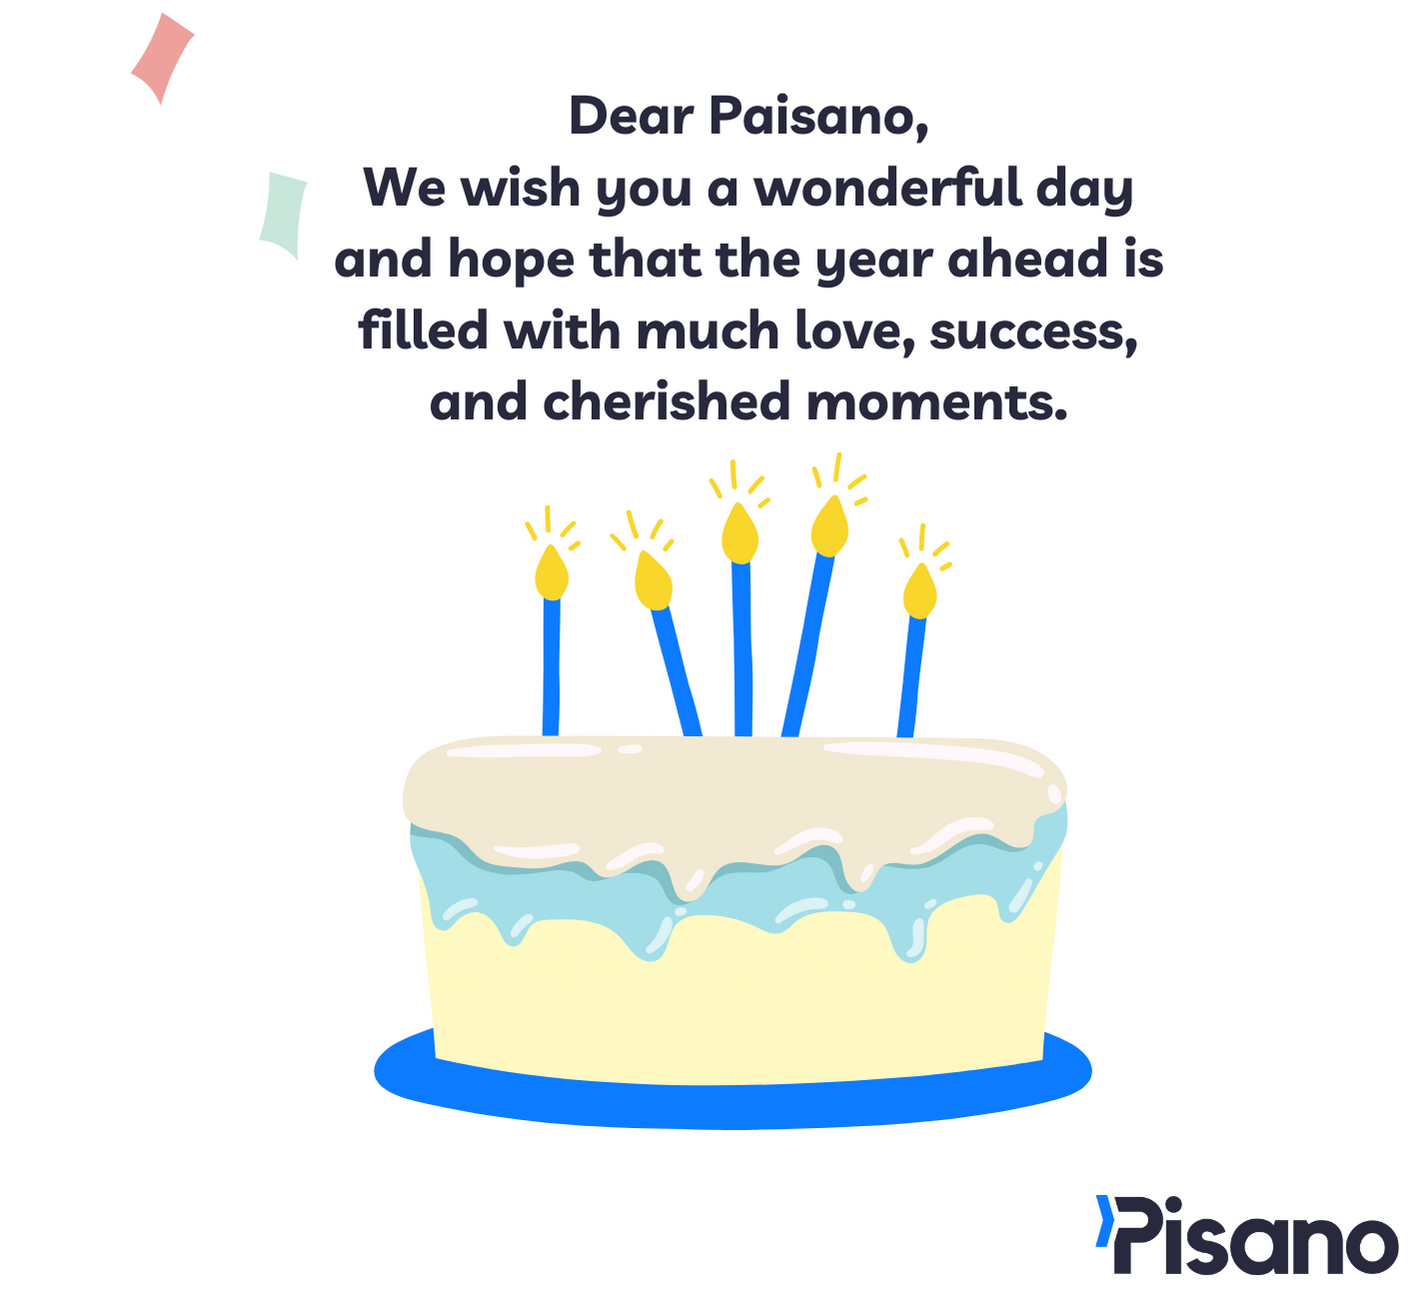 Dear Paisano,
We wish you a wonderful day
and hope that the year ahead is
filled with much love, success,
and cherished moments.
Pisano